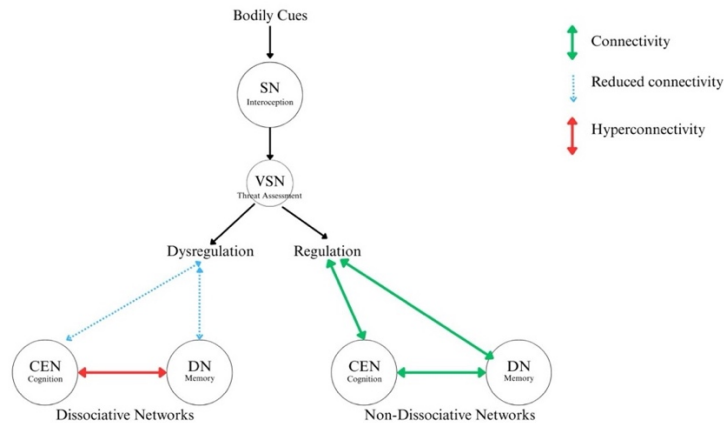 Bodily Cues
SN
Interoception
VSN
Threat Assessment
Dysregulation
Regulation
CEN
Cognition
DN
Memory
CEN
Cognition
DN
Memory
Dissociative Networks
Non-Dissociative Networks
Connectivity
Reduced connectivity
Hyperconnectivity